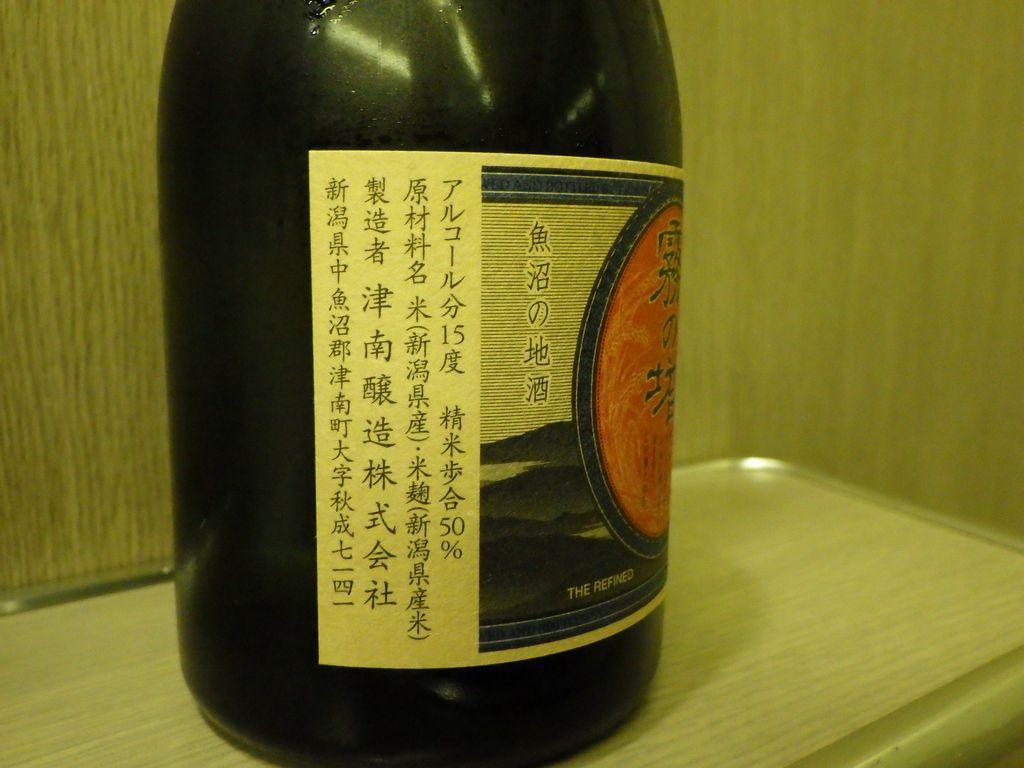 霧の塔
魚沼の地酒
アルコール分15度 精米歩合50%
原材料名 米(新潟県産)・米麹(新潟県産米)
製造者 津南醸造株式会社
新潟県中魚沼郡津南町大字秋成七一四一
THE REFINED